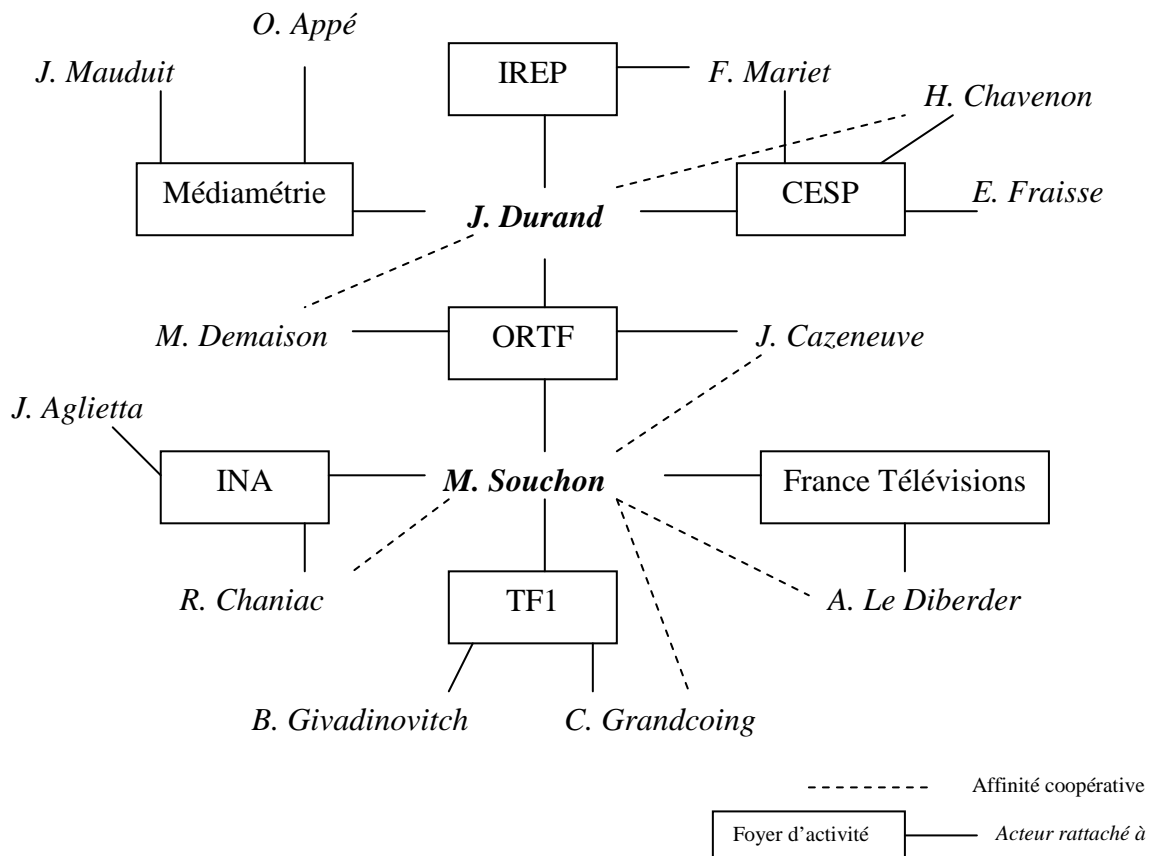 O. Appé
J. Mauduit
IREP
F. Mariet
H. Chavenon
Médiamétrie
J. Durand
CESP
E. Fraisse
M. Demaison
ORTF
J. Cazeneuve
J. Aglietta
INA
M. Souchon
France Télévisions
R. Chaniac
TF1
A. Le Diberder
B. Givadinovitch
C. Grandcoing
Affinité coopérative
Foyer d’activité
Acteur rattaché à